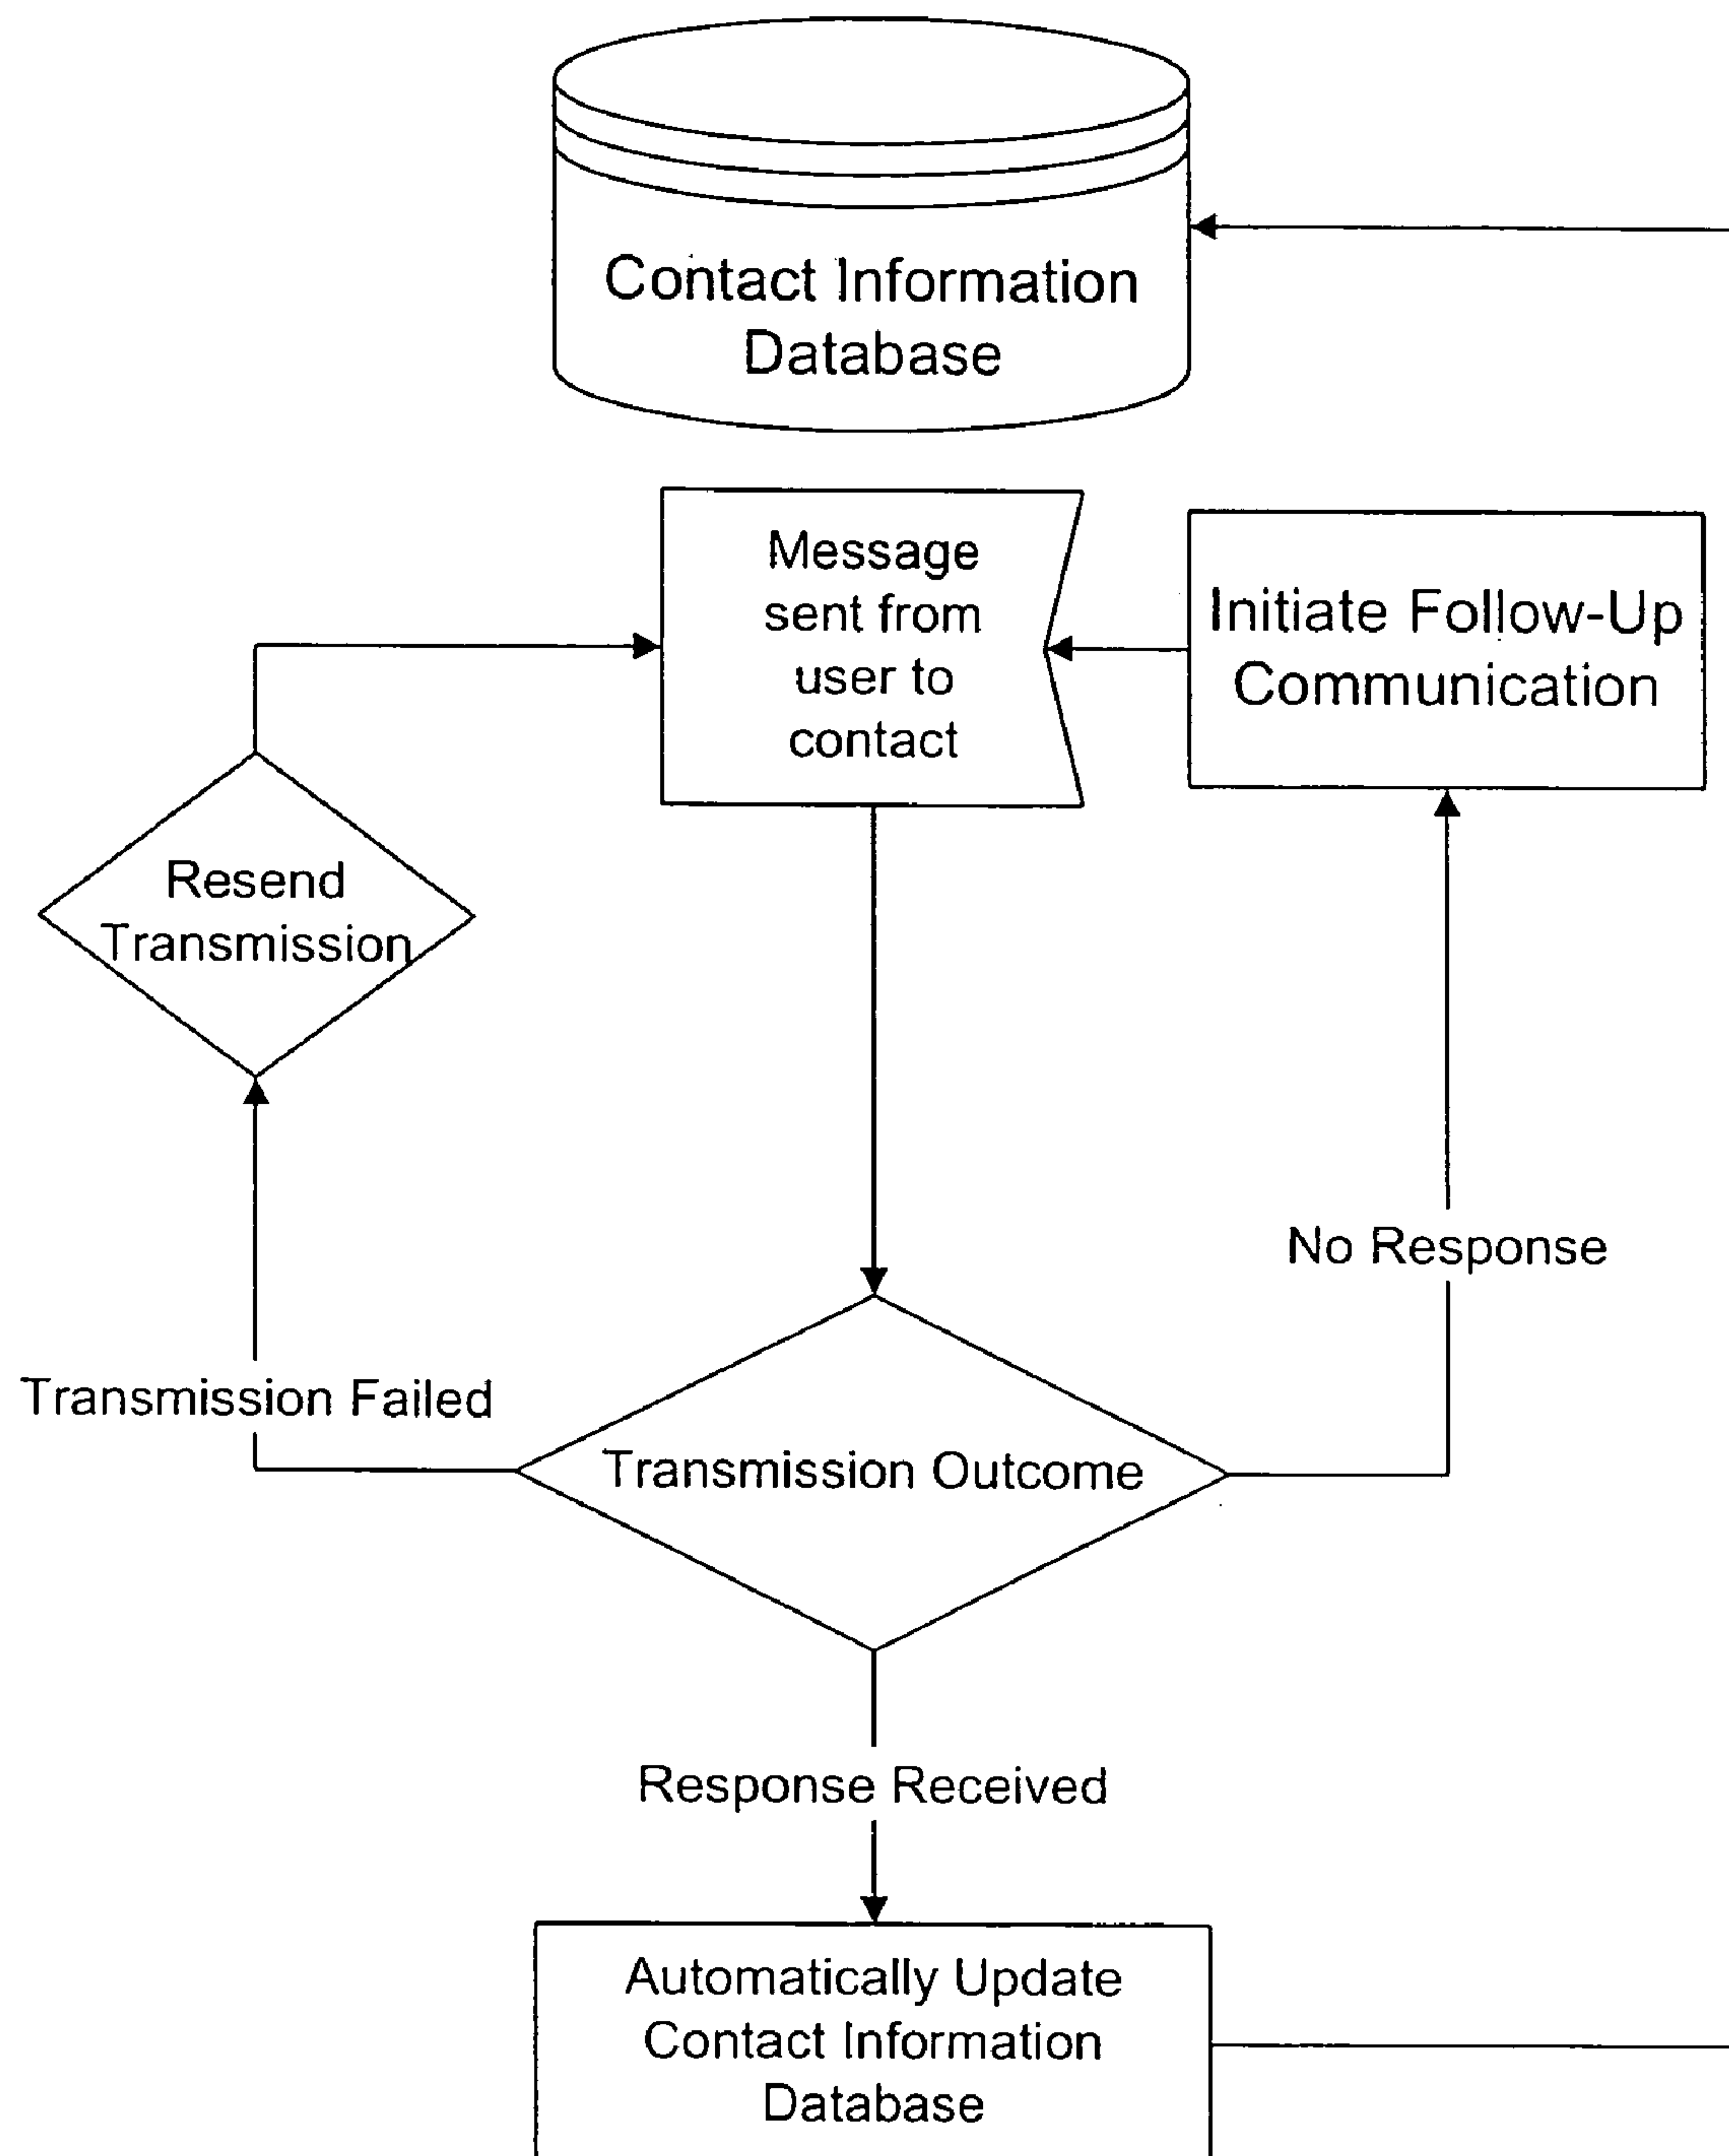 Contact Information
Database
Message
sent from
user to
contact
Initiate Follow-Up
Communication
Resend
Transmission
No Response
Transmission Failed
Transmission Outcome
Response Received
Automatically Update
Contact Information
Database